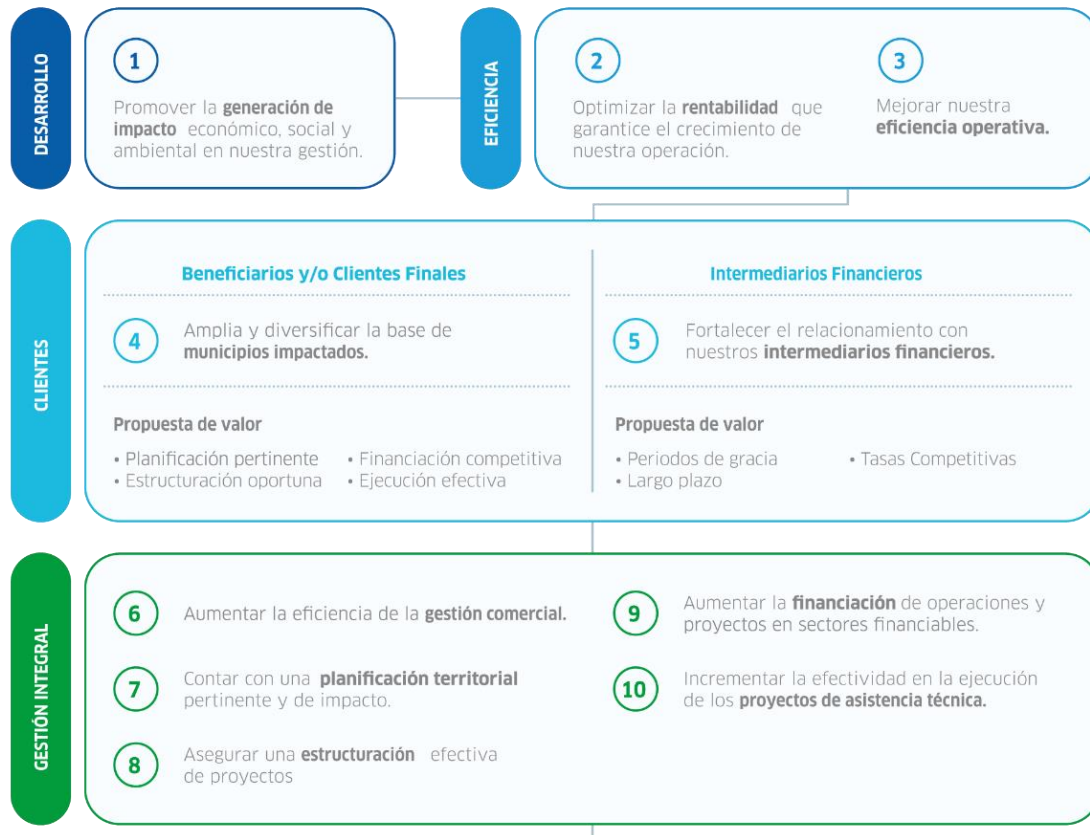 DESARROLLO
1
Promover la generación de
impacto económico, social y
ambiental en nuestra gestión.
EFICIENCIA
2
Optimizar la rentabilidad que
garantice el crecimiento de
nuestra operación.
3
Mejorar nuestra
eficiencia operativa.
CLIENTES
Beneficiarios y/o Clientes Finales
4
Amplia y diversificar la base de
municipios impactados.
Propuesta de valor
• Planificación pertinente
• Estructuración oportuna
• Financiación competitiva
• Ejecución efectiva
Intermediarios Financieros
5
Fortalecer el relacionamiento con
nuestros intermediarios financieros.
Propuesta de valor
• Periodos de gracia
• Largo plazo
• Tasas Competitivas
GESTIÓN INTEGRAL
6
Aumentar la eficiencia de la gestión comercial.
7
Contar con una planificación territorial
pertinente y de impacto.
8
Asegurar una estructuración efectiva
de proyectos
9
Aumentar la financiación de operaciones y
proyectos en sectores financiables.
10
Incrementar la efectividad en la ejecución
de los proyectos de asistencia técnica.